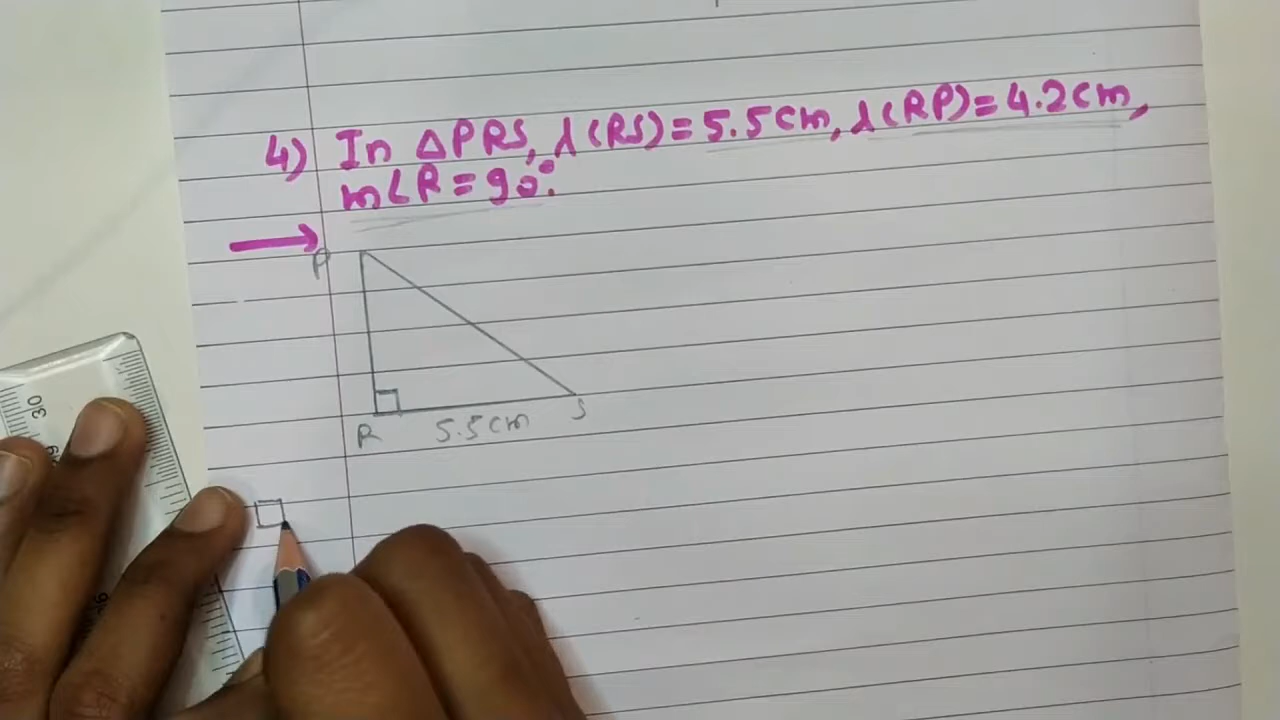 4) In △PRS, l(RS)=5.5cm, l(RP)=4.2cm,
m∠R=90°.
P
R 5.5cm S
30